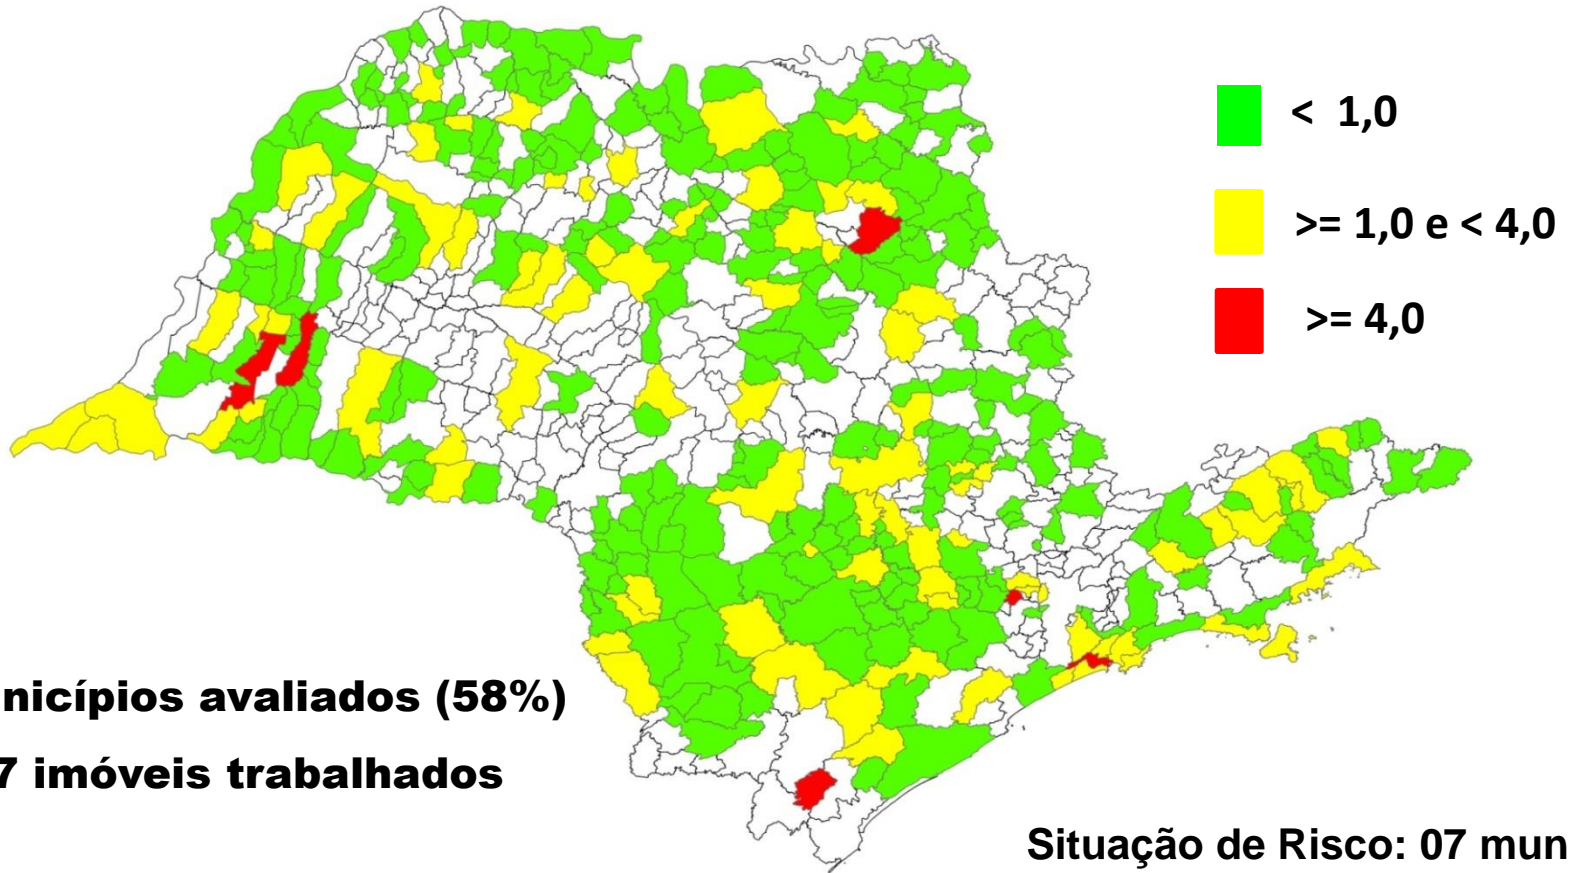 < 1,0
>= 1,0 e < 4,0
>= 4,0
nicípios avaliados (58%)
7 imóveis trabalhados
Situação de Risco: 07 mun